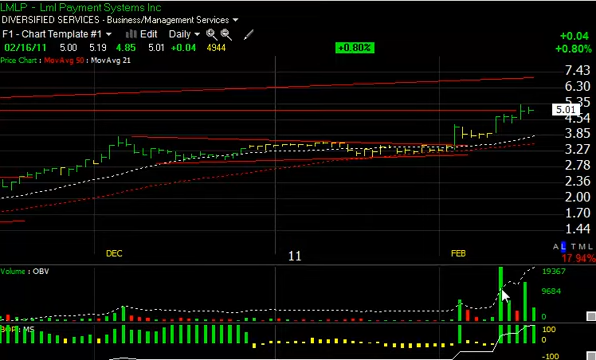 LMLP - Lml Payment Systems Inc
DIVERSIFIED SERVICES - Business/Management Services
F1 - Chart Template #1 Edit Daily
+0.04
02/16/11 5.00 5.19 4.85 5.01 +0.04 4944 +0.80% +0.80%
Price Chart : MovAvg 50 : MovAvg 21
7.43
6.30
5.35
5.01
4.54
3.85
3.27
2.78
2.36
2.00
1.70
1.44
A L T M L
DEC 11 FEB
17.94%
Volume : OBV
19367
9684
BOP : MS
100
0
-100